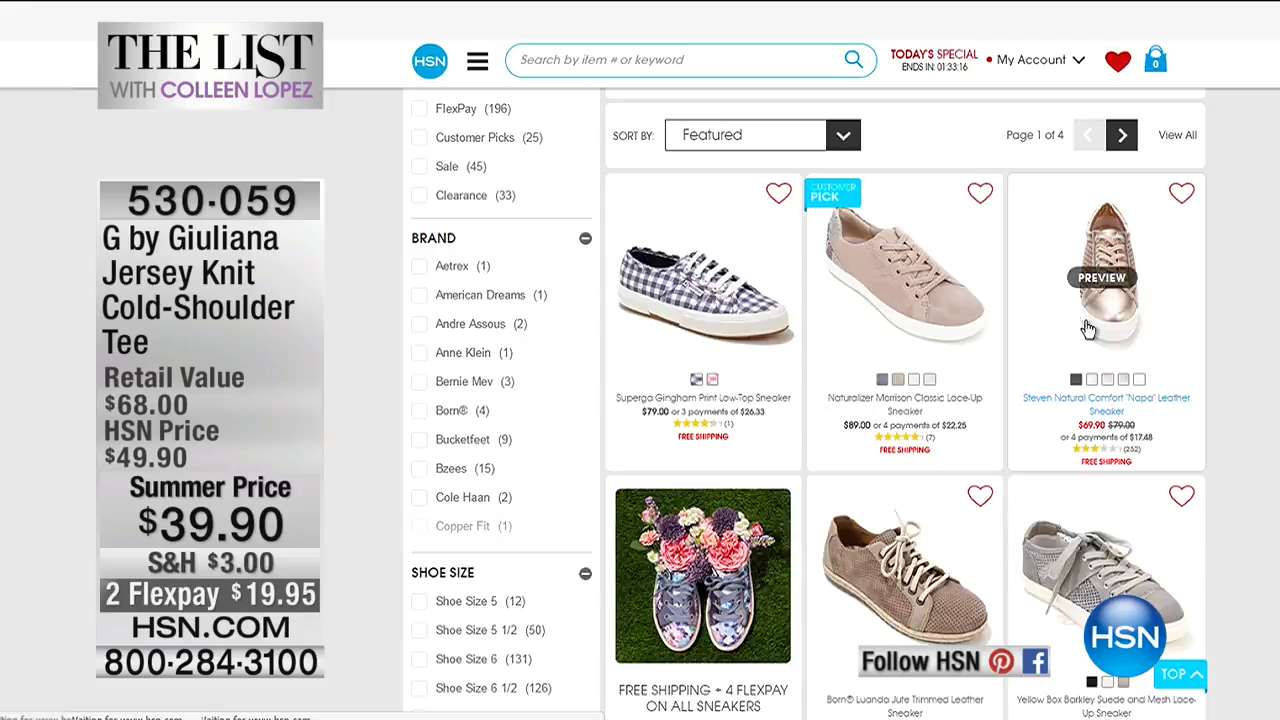 THE LIST
WITH COLLEEN LOPEZ
530-059
G by Giuliana
Jersey Knit
Cold-Shoulder
Tee
Retail Value
$68.00
HSN Price
$49.90
Summer Price
$39.90
S&H $3.00
2 Flexpay $19.95
HSN.COM
800-284-3100
HSN
Search by item # or keyword
TODAY'S SPECIAL
ENDS IN: 01:33:16
My Account
0
FlexPay (196)
Customer Picks (25)
Sale (45)
Clearance (33)
BRAND
Aetrex (1)
American Dreams (1)
Andre Assous (2)
Anne Klein (1)
Bernie Mev (3)
Born® (4)
Bucketfeet (9)
Bzees (15)
Cole Haan (2)
Copper Fit (1)
SHOE SIZE
Shoe Size 5 (12)
Shoe Size 5 1/2 (50)
Shoe Size 6 (131)
Shoe Size 6 1/2 (126)
SORT BY:
Featured
Page 1 of 4
View All
Superga Gingham Print Low-Top Sneaker
$79.00 or 3 payments of $26.33
(1)
FREE SHIPPING
CUSTOMER
PICK
Naturalizer Morrison Classic Lace-Up
Sneaker
$89.00 or 4 payments of $22.25
(7)
FREE SHIPPING
PREVIEW
Steven Natural Comfort "Napa" Leather
Sneaker
$69.90 $79.00
or 4 payments of $17.48
(252)
FREE SHIPPING
FREE SHIPPING + 4 FLEXPAY
ON ALL SNEAKERS
Born® Luanda Jute Trimmed Leather
Sneaker
Yellow Box Barkley Suede and Mesh Lace-
Up Sneaker
Follow HSN
HSN
TOP
Waiting for www.hsn.com